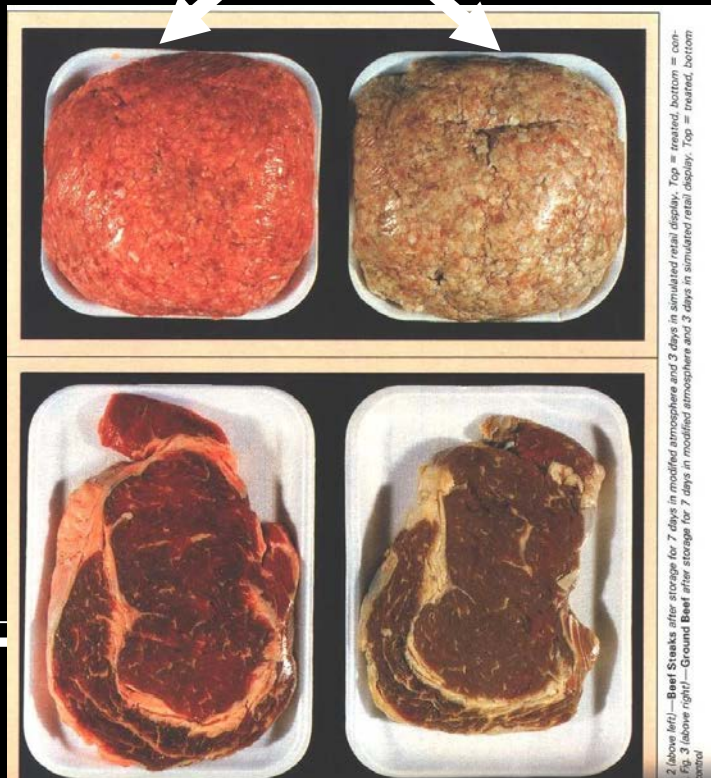 2 (above left)—Beef Steaks after storage for 7 days in modifed atmosphere and 3 days in simulated retail display. Top = treated, bottom = con-
Fig. 3 (above right)—Ground Beef after storage for 7 days in modified atmosphere and 3 days in simulated retail display. Top = treated, bottom
ontrol